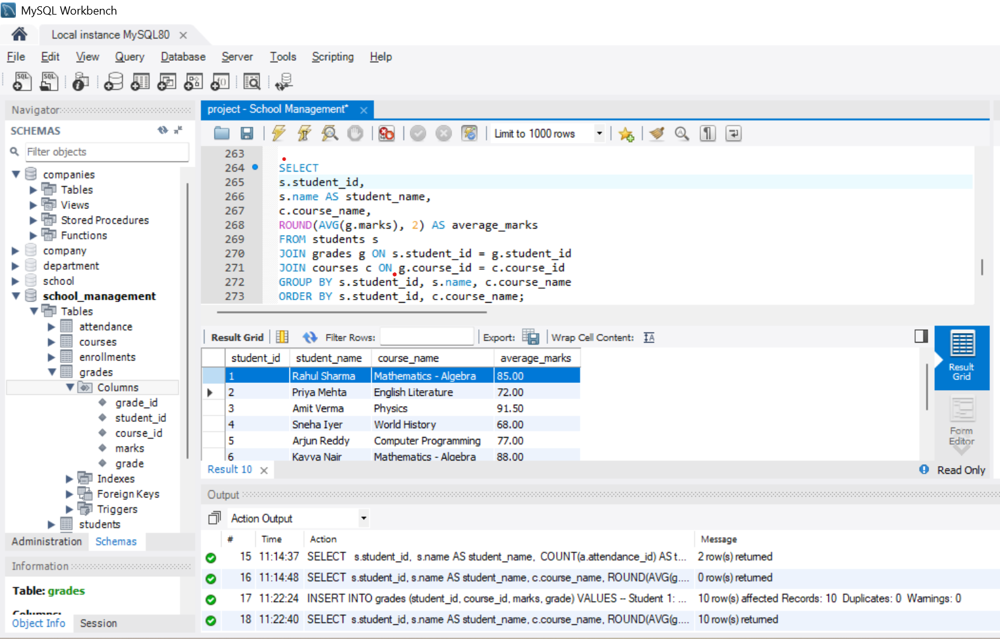 MySQL Workbench
Local instance MySQL80
File Edit View Query Database Server Tools Scripting Help
Navigator
SCHEMAS
Filter objects
companies
Tables
Views
Stored Procedures
Functions
company
department
school
school_management
Tables
attendance
courses
enrollments
grades
Columns
grade_id
student_id
course_id
marks
grade
Indexes
Foreign Keys
Triggers
students
Administration Schemas
Information
Table: grades
Columns:
Object Info Session
project - School Management*
Limit to 1000 rows
263
264 SELECT
265 s.student_id,
266 s.name AS student_name,
267 c.course_name,
268 ROUND(AVG(g.marks), 2) AS average_marks
269 FROM students s
270 JOIN grades g ON s.student_id = g.student_id
271 JOIN courses c ON g.course_id = c.course_id
272 GROUP BY s.student_id, s.name, c.course_name
273 ORDER BY s.student_id, c.course_name;
Result Grid Filter Rows: Export: Wrap Cell Content:
student_id student_name course_name average_marks
1 Rahul Sharma Mathematics - Algebra 85.00
2 Priya Mehta English Literature 72.00
3 Amit Verma Physics 91.50
4 Sneha Iyer World History 68.00
5 Arjun Reddy Computer Programming 77.00
6 Kavya Nair Mathematics - Algebra 88.00
Result
Grid
Form
Editor
Result 10
Read Only
Output
Action Output
# Time Action Message
15 11:14:37 SELECT s.student_id, s.name AS student_name, COUNT(a.attendance_id) AS t... 2 row(s) returned
16 11:14:48 SELECT s.student_id, s.name AS student_name, c.course_name, ROUND(AVG(g.... 0 row(s) returned
17 11:22:24 INSERT INTO grades (student_id, course_id, marks, grade) VALUES -- Student 1: ... 10 row(s) affected Records: 10 Duplicates: 0 Warnings: 0
18 11:22:40 SELECT s.student_id, s.name AS student_name, c.course_name, ROUND(AVG(g.... 10 row(s) returned